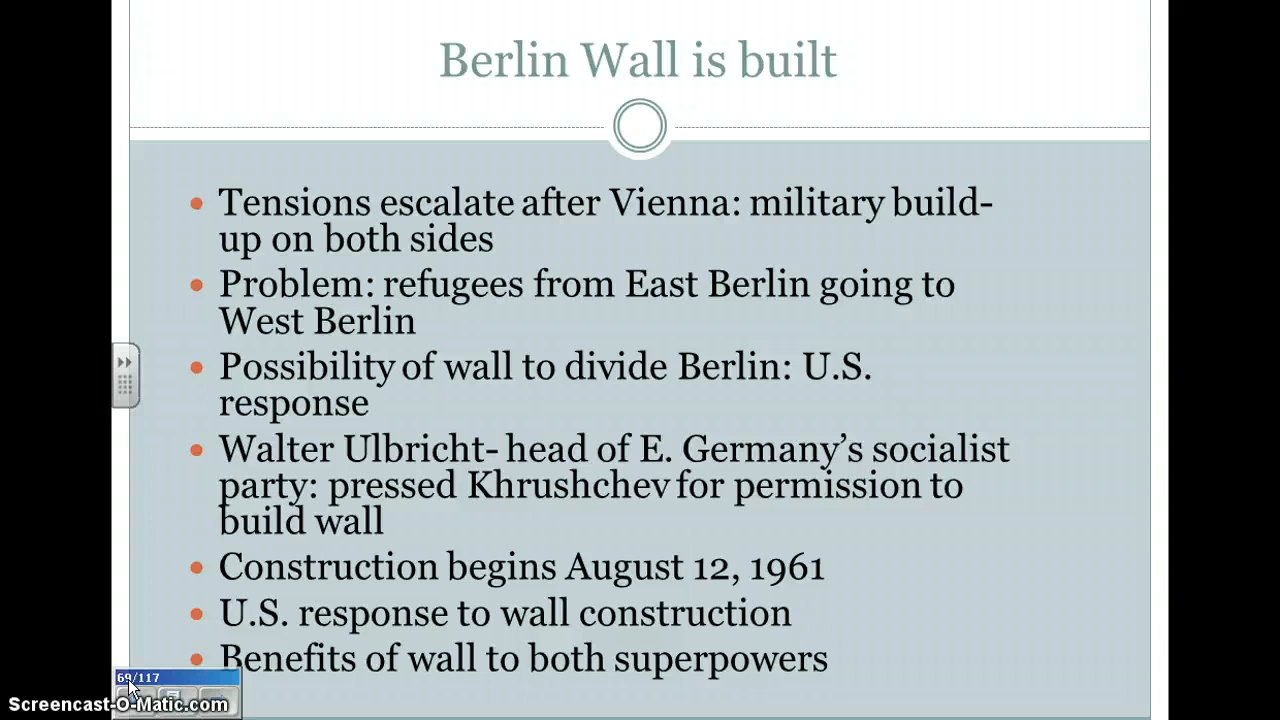 Berlin Wall is built
Tensions escalate after Vienna: military build-
up on both sides
Problem: refugees from East Berlin going to
West Berlin
Possibility of wall to divide Berlin: U.S.
response
Walter Ulbricht- head of E. Germany's socialist
party: pressed Khrushchev for permission to
build wall
Construction begins August 12, 1961
U.S. response to wall construction
Benefits of wall to both superpowers
69/117
Screencast-O-Matic.com